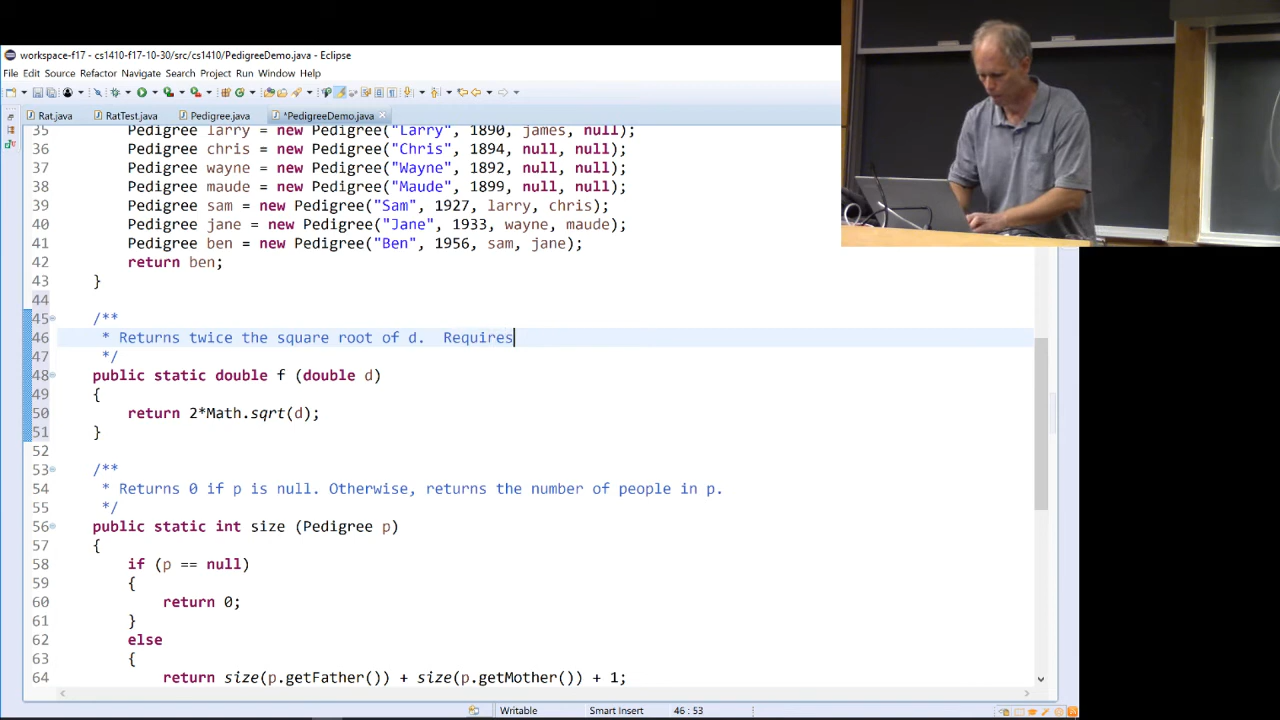 workspace-f17 - cs1410-f17-10-30/src/cs1410/PedigreeDemo.java - Eclipse
File Edit Source Refactor Navigate Search Project Run Window Help
Rat.java RatTest.java Pedigree.java *PedigreeDemo.java
35 Pedigree larry = new Pedigree("Larry", 1890, james, null);
36 Pedigree chris = new Pedigree("Chris", 1894, null, null);
37 Pedigree wayne = new Pedigree("Wayne", 1892, null, null);
38 Pedigree maude = new Pedigree("Maude", 1899, null, null);
39 Pedigree sam = new Pedigree("Sam", 1927, larry, chris);
40 Pedigree jane = new Pedigree("Jane", 1933, wayne, maude);
41 Pedigree ben = new Pedigree("Ben", 1956, sam, jane);
42 return ben;
43 }
44
45 /**
46 * Returns twice the square root of d.  Requires
47 */
48 public static double f (double d)
49 {
50 return 2*Math.sqrt(d);
51 }
52
53 /**
54 * Returns 0 if p is null. Otherwise, returns the number of people in p.
55 */
56 public static int size (Pedigree p)
57 {
58 if (p == null)
59 {
60 return 0;
61 }
62 else
63 {
64 return size(p.getFather()) + size(p.getMother()) + 1;
Writable Smart Insert 46 : 53